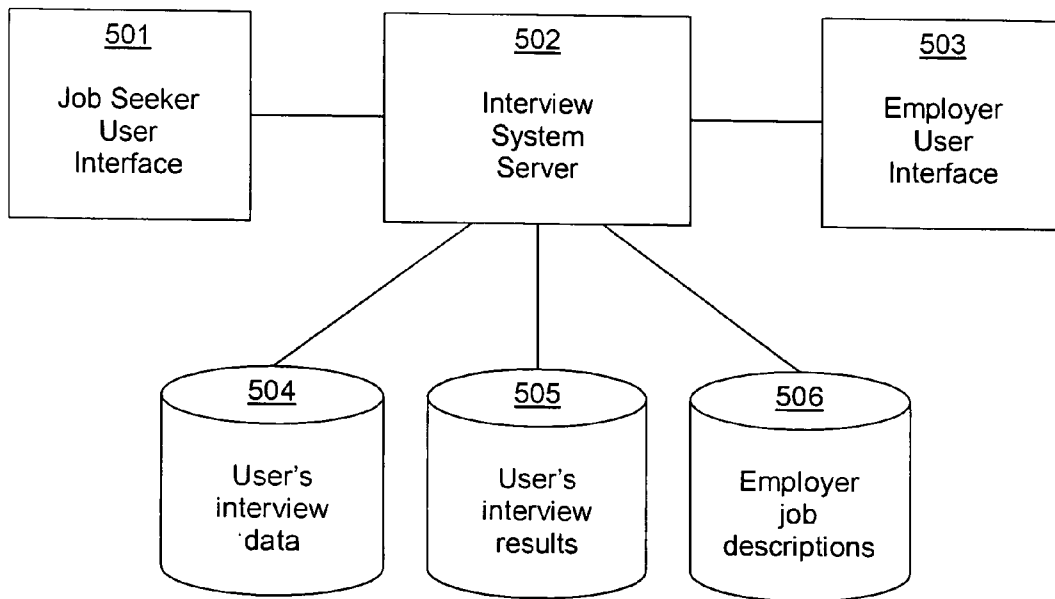 501
Job Seeker
User
Interface
502
Interview
System
Server
503
Employer
User
Interface
504
User's
interview
data
505
User's
interview
results
506
Employer
job
descriptions